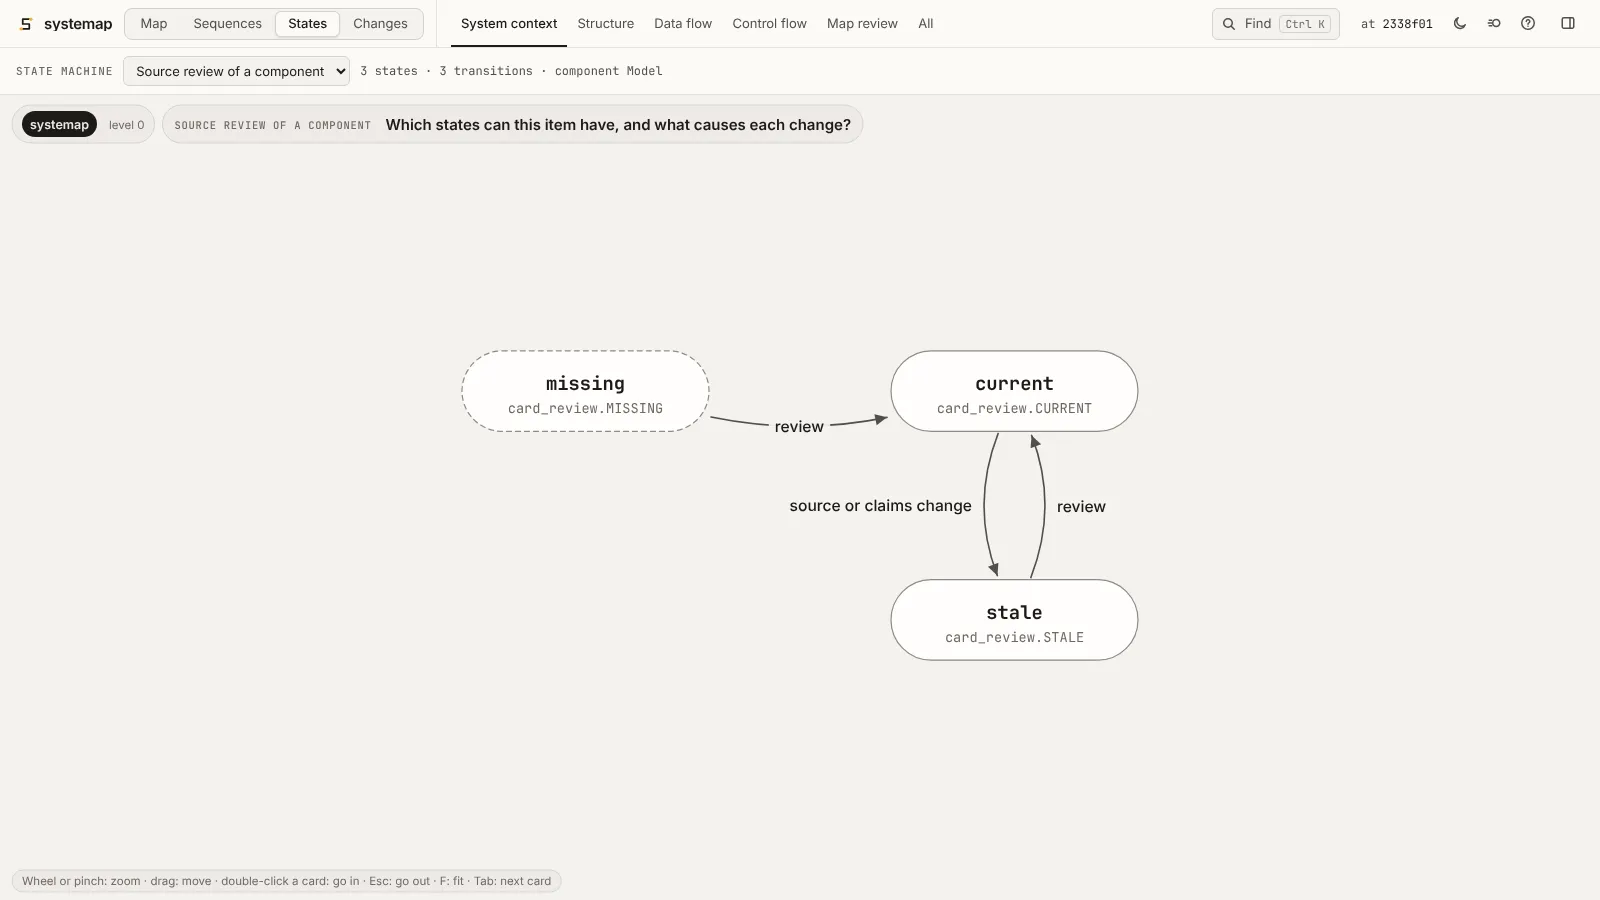 systemap Map Sequences States Changes System context Structure Data flow Control flow Map review All Find Ctrl K at 2338f01
STATE MACHINE Source review of a component 3 states · 3 transitions · component Model
systemap level 0 SOURCE REVIEW OF A COMPONENT Which states can this item have, and what causes each change?
missing
card_review.MISSING
review
current
card_review.CURRENT
source or claims change
review
stale
card_review.STALE
Wheel or pinch: zoom · drag: move · double-click a card: go in · Esc: go out · F: fit · Tab: next card